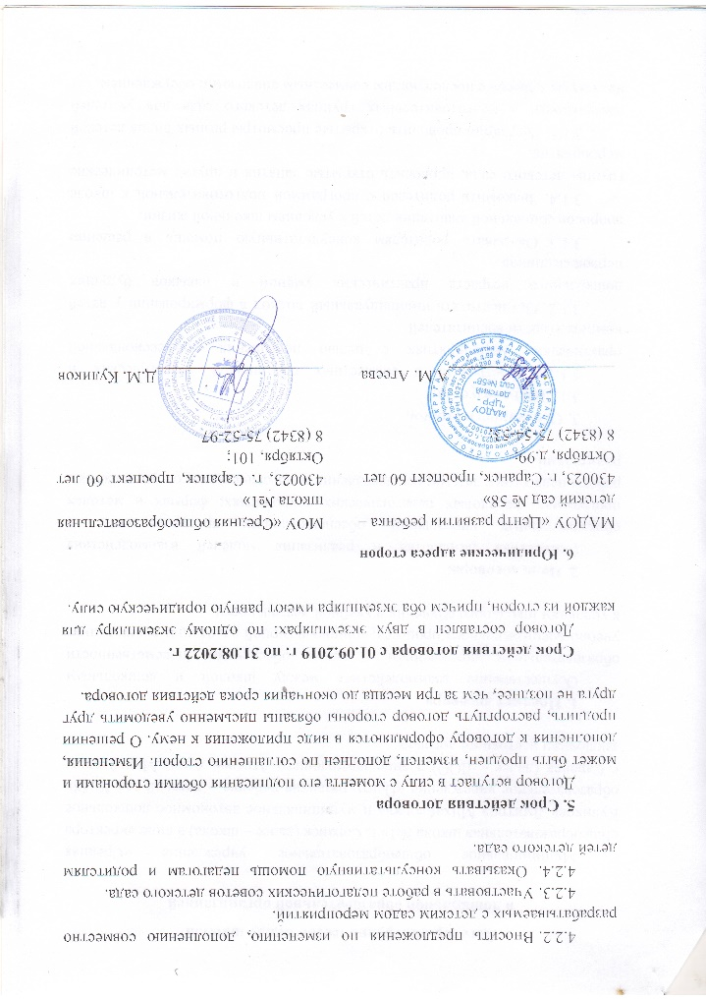 4.2.2. Вносить предложения по изменению, дополнению совместно
разрабатываемых с детским садом мероприятий.
4.2.3. Участвовать в работе педагогических советов детского сада.
4.2.4. Оказывать консультативную помощь педагогам и родителям
детей детского сада.
5. Срок действия договора
Договор вступает в силу с момента его подписания обеими сторонами и
может быть продлен, изменен, дополнен по соглашению сторон. Изменения,
дополнения к договору оформляются в виде приложения к нему. О решении
продлить, расторгнуть договор стороны обязаны письменно уведомить друг
друга не позднее, чем за три месяца до окончания срока действия договора.
Срок действия договора с 01.09.2019 г. по 31.08.2022 г.
Договор составлен в двух экземплярах: по одному экземпляру для
каждой из сторон, причем оба экземпляра имеют равную юридическую силу.
6. Юридические адреса сторон
МАДОУ «Центр развития ребенка –
детский сад № 58»
430023, г. Саранск, проспект 60 лет
Октября, д.99
8 (8342) 75-54-53;
А.М. Агеева
МОУ «Средняя общеобразовательная
школа №1»
430023, г. Саранск, проспект 60 лет
Октября. 101;
8 (8342) 75-52-97
Д.М. Куликов
МАДОУ
"ЦРР -
детский
сад №58"